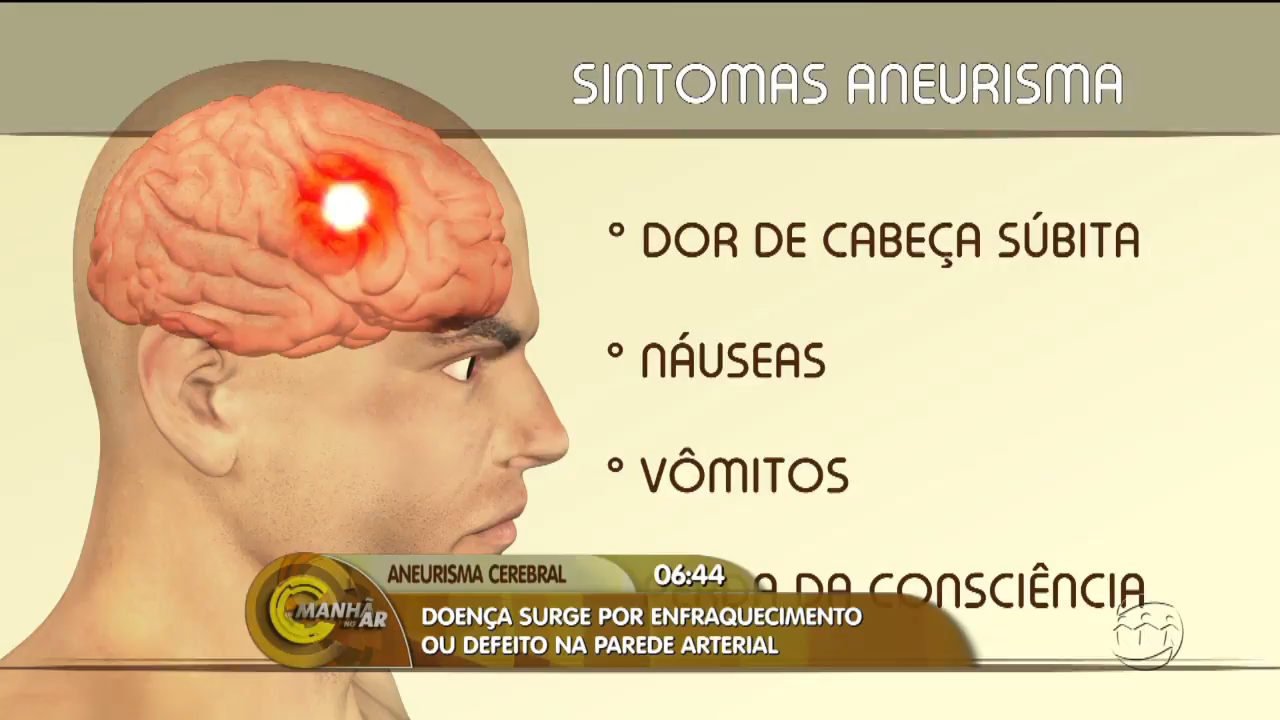 SINTOMAS ANEURISMA
° DOR DE CABEÇA SÚBITA
° NÁUSEAS
° VÔMITOS
DA CONSCIÊNCIA
ANEURISMA CEREBRAL
06:44
MANHÃ
NO AR
DOENÇA SURGE POR ENFRAQUECIMENTO
OU DEFEITO NA PAREDE ARTERIAL